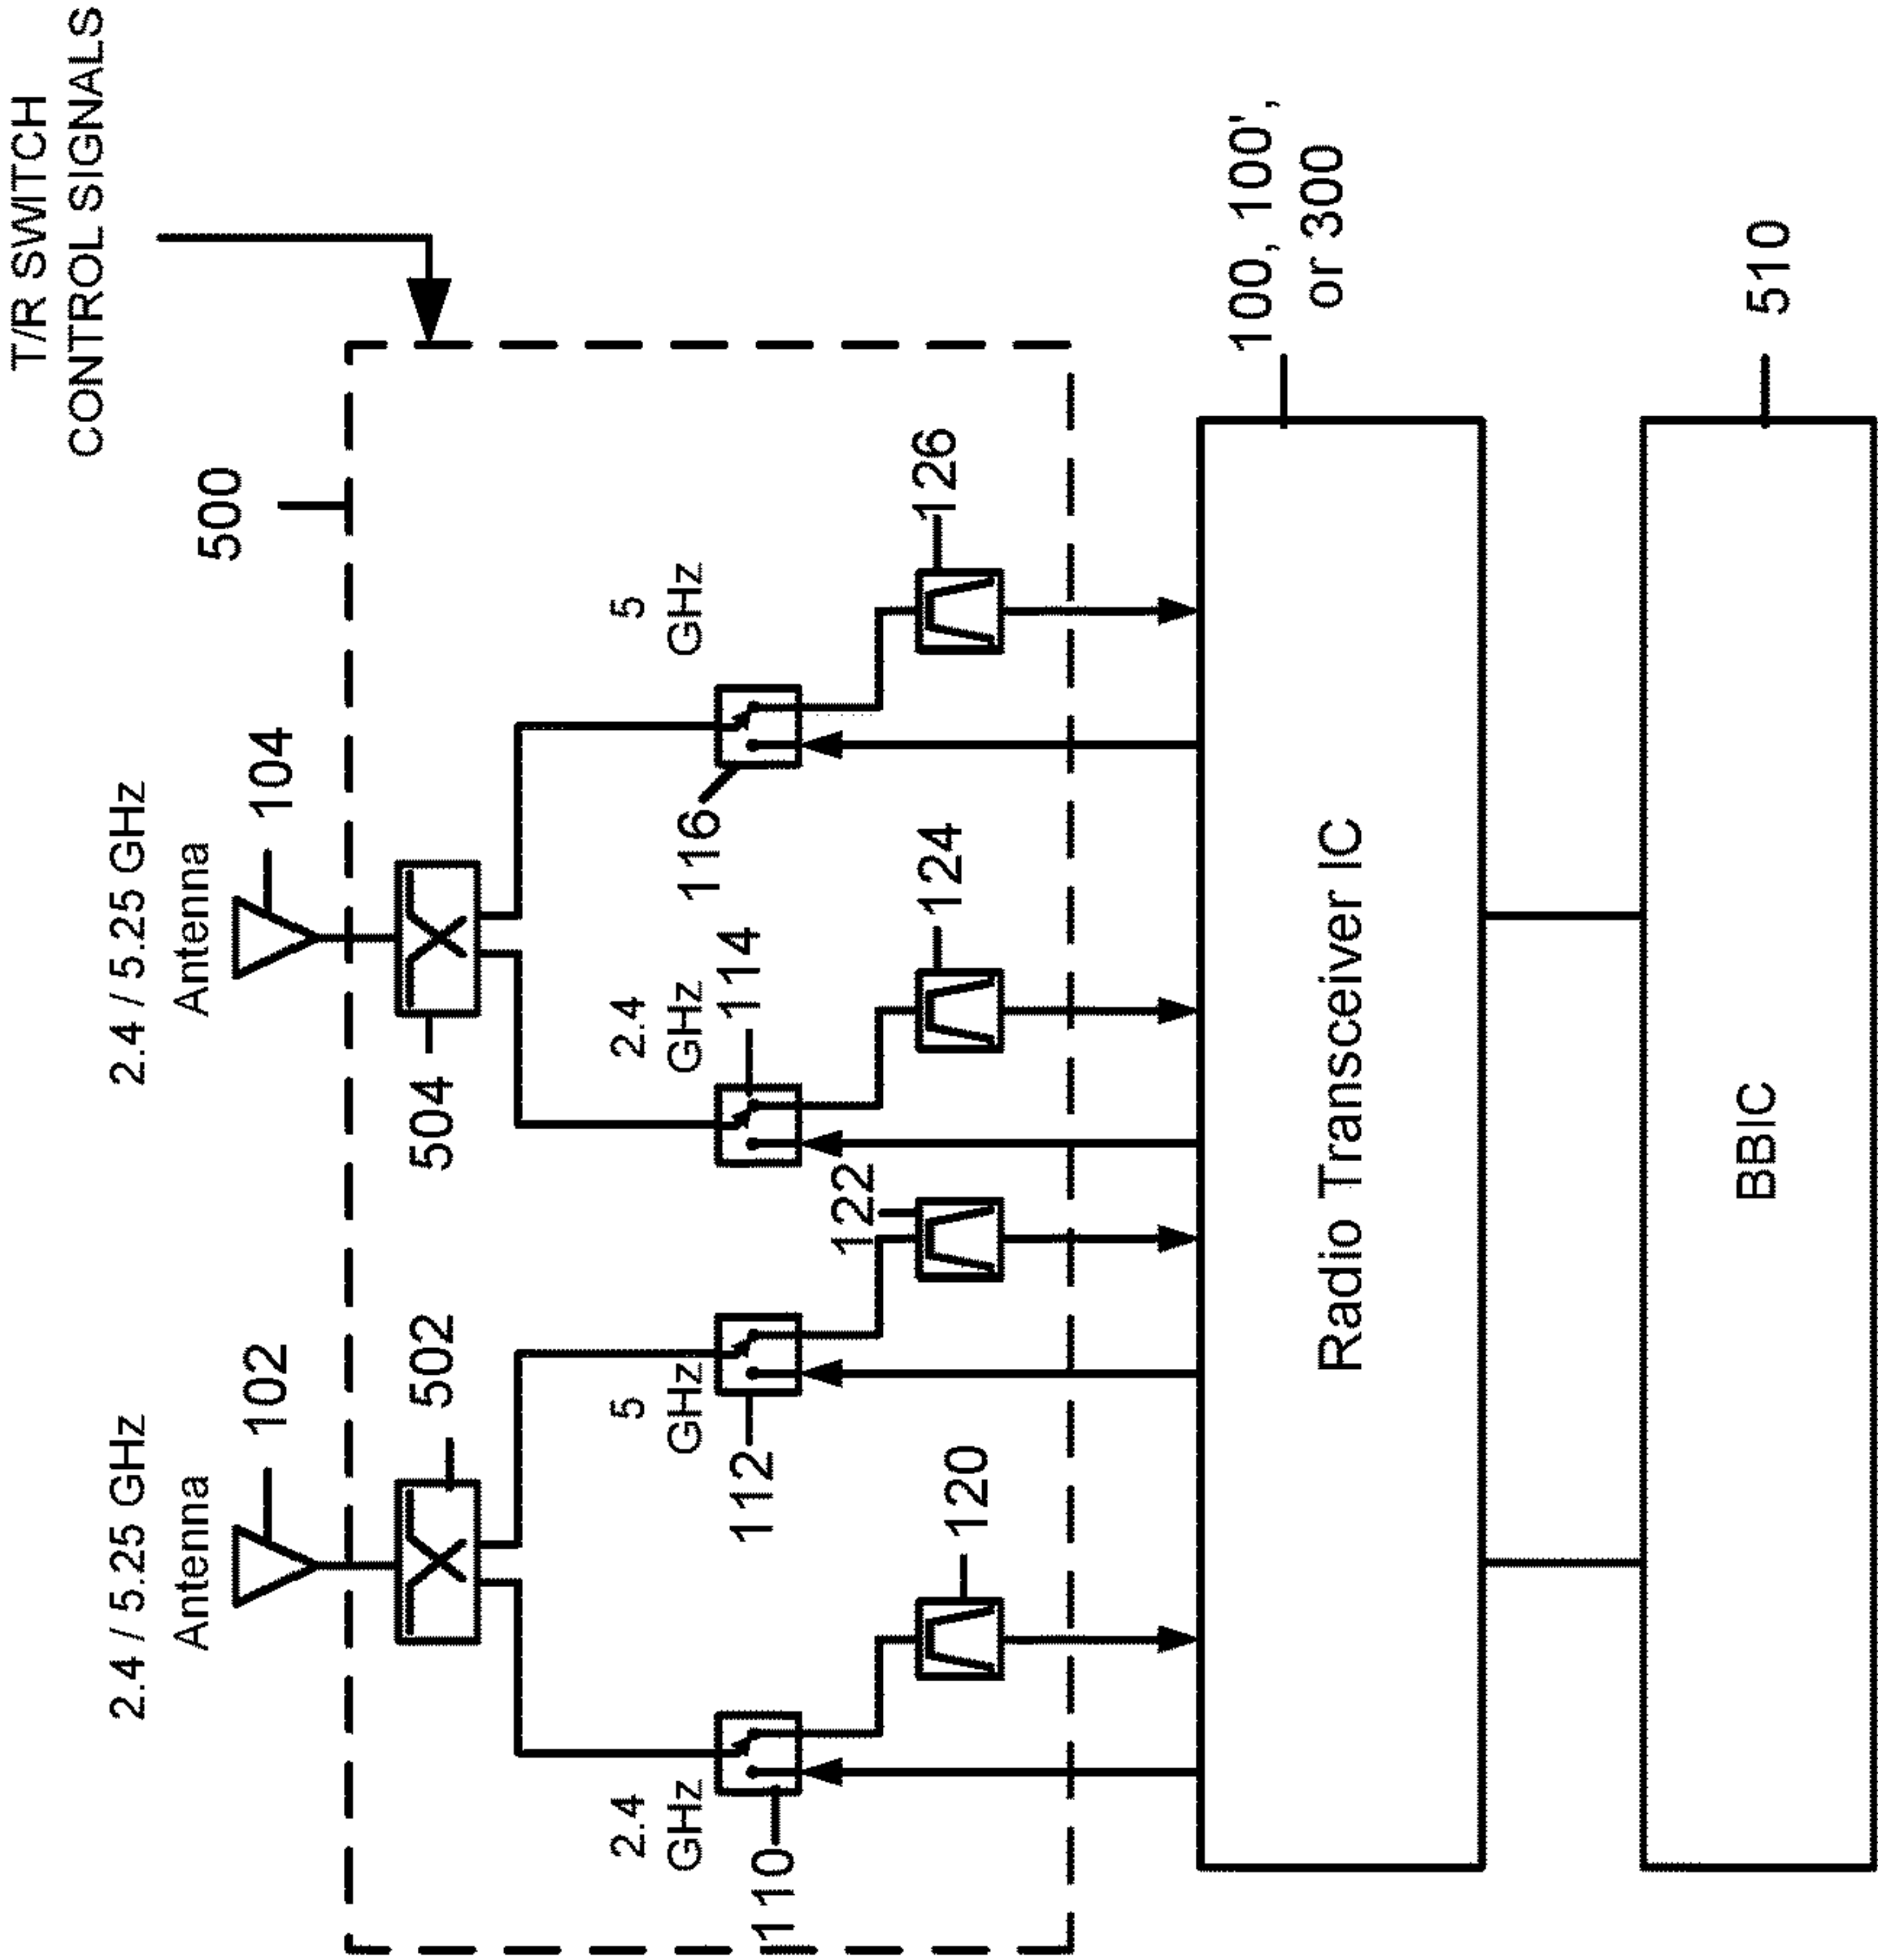 T/R SWITCH
CONTROL SIGNALS
500
2.4 / 5.25 GHz
Antenna
102
2.4 / 5.25 GHz
Antenna
104
502
504
2.4
GHz
110
5
GHz
112
2.4
GHz
114
5
GHz
116
120
122
124
126
Radio Transceiver IC
100, 100',
or 300
BBIC
510